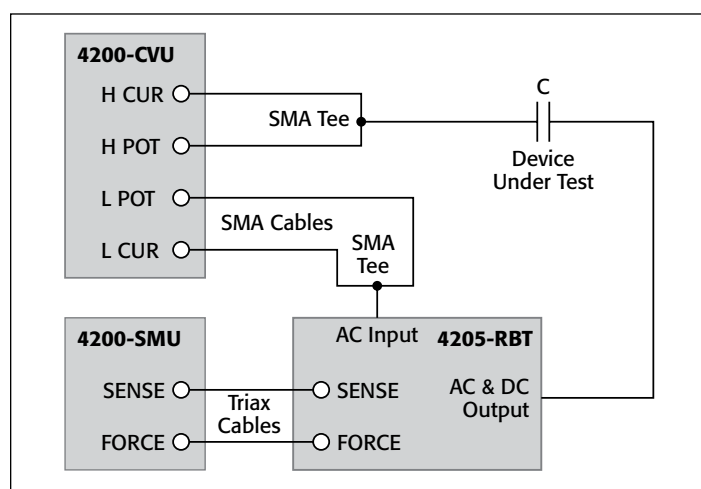 4200-CVU
H CUR
H POT
L POT
L CUR
SMA Tee
C
Device
Under Test
SMA Cables
SMA
Tee
4200-SMU
SENSE
FORCE
Triax
Cables
AC Input
4205-RBT
SENSE
FORCE
AC & DC
Output